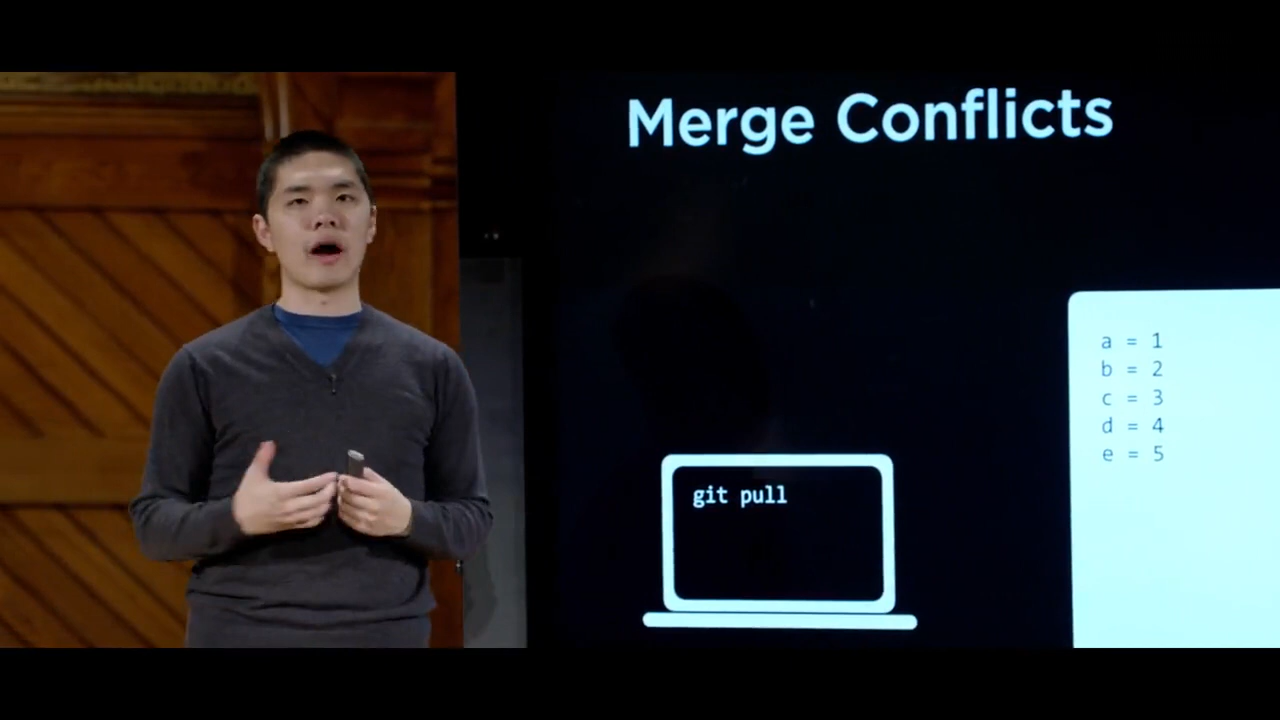 Merge Conflicts
git pull
a = 1
b = 2
c = 3
d = 4
e = 5